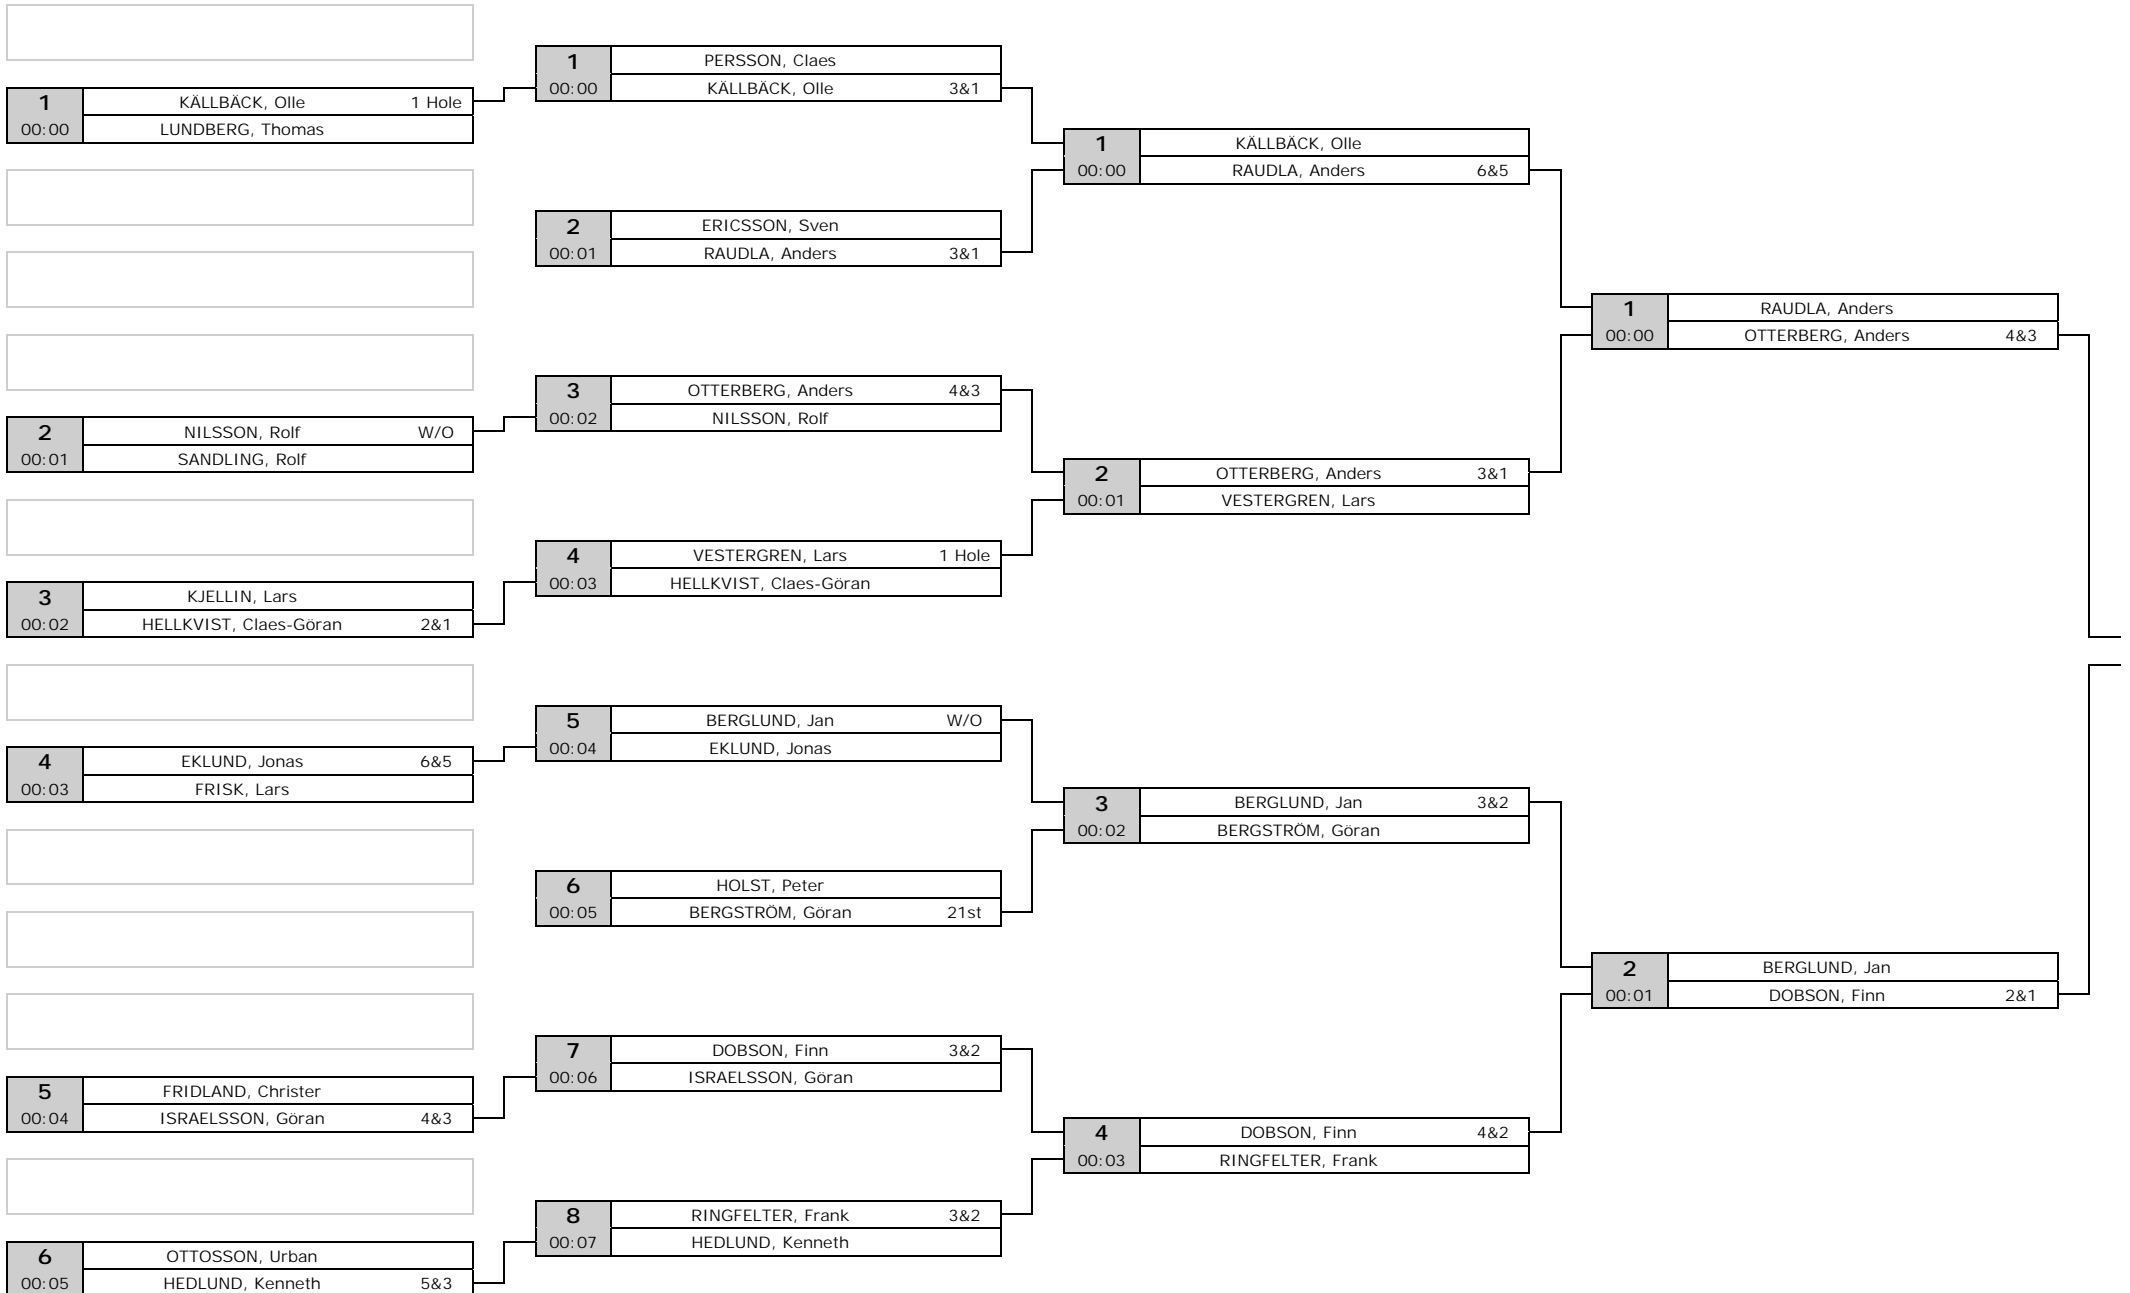 1 PERSSON, Claes
00:00 KÄLLBÄCK, Olle 3&1
1 KÄLLBÄCK, Olle 1 Hole
00:00 LUNDBERG, Thomas
1 KÄLLBÄCK, Olle
00:00 RAUDLA, Anders 6&5
2 ERICSSON, Sven
00:01 RAUDLA, Anders 3&1
1 RAUDLA, Anders
00:00 OTTERBERG, Anders 4&3
3 OTTERBERG, Anders 4&3
00:02 NILSSON, Rolf
2 NILSSON, Rolf W/O
00:01 SANDLING, Rolf
2 OTTERBERG, Anders 3&1
00:01 VESTERGREN, Lars
4 VESTERGREN, Lars 1 Hole
00:03 HELLKVIST, Claes-Göran
3 KJELLIN, Lars
00:02 HELLKVIST, Claes-Göran 2&1
5 BERGLUND, Jan W/O
00:04 EKLUND, Jonas
4 EKLUND, Jonas 6&5
00:03 FRISK, Lars
3 BERGLUND, Jan 3&2
00:02 BERGSTRÖM, Göran
6 HOLST, Peter
00:05 BERGSTRÖM, Göran 21st
2 BERGLUND, Jan
00:01 DOBSON, Finn 2&1
7 DOBSON, Finn 3&2
00:06 ISRAELSSON, Göran
5 FRIDLAND, Christer
00:04 ISRAELSSON, Göran 4&3
4 DOBSON, Finn 4&2
00:03 RINGFELTER, Frank
8 RINGFELTER, Frank 3&2
00:07 HEDLUND, Kenneth
6 OTTOSSON, Urban
00:05 HEDLUND, Kenneth 5&3